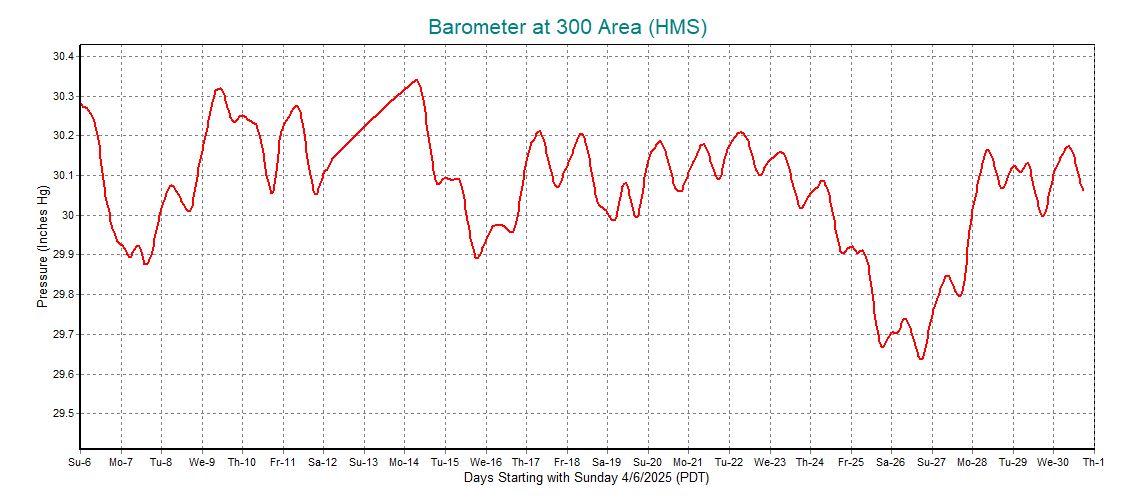 Barometer at 300 Area (HMS)
30.4
30.3
30.2
30.1
30
29.9
29.8
29.7
29.6
29.5
Pressure (Inches Hg)
Su-6 Mo-7 Tu-8 We-9 Th-10 Fr-11 Sa-12 Su-13 Mo-14 Tu-15 We-16 Th-17 Fr-18 Sa-19 Su-20 Mo-21 Tu-22 We-23 Th-24 Fr-25 Sa-26 Su-27 Mo-28 Tu-29 We-30 Th-1
Days Starting with Sunday 4/6/2025 (PDT)